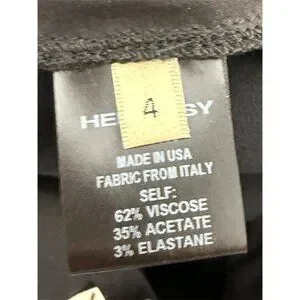 4
MADE IN USA
FABRIC FROM ITALY
SELF:
62% VISCOSE
35% ACETATE
3% ELASTANE